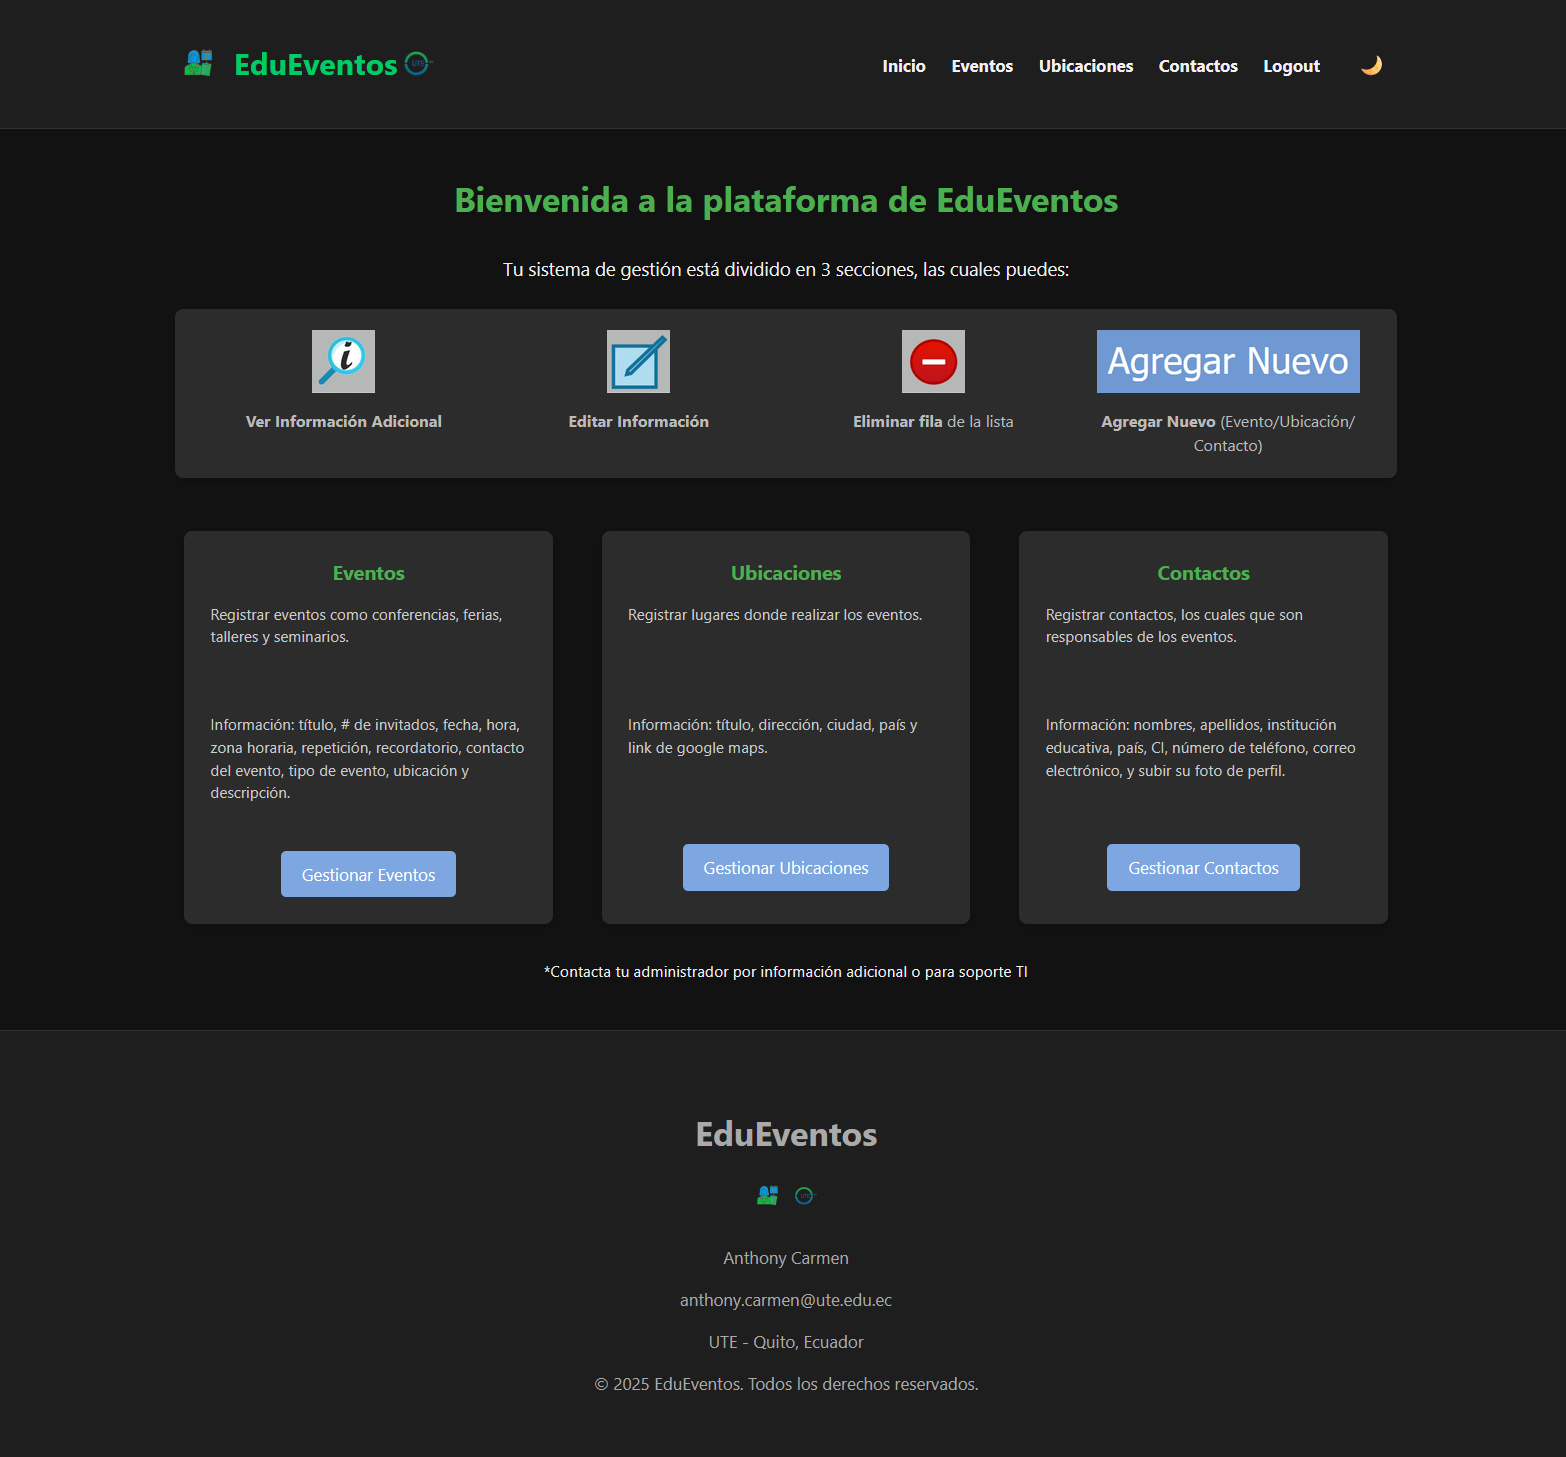 EduEventos UTE
Inicio Eventos Ubicaciones Contactos Logout
Bienvenida a la plataforma de EduEventos
Tu sistema de gestión está dividido en 3 secciones, las cuales puedes:
i
Agregar Nuevo
Ver Información Adicional
Editar Información
Eliminar fila de la lista
Agregar Nuevo (Evento/Ubicación/
Contacto)
Eventos
Registrar eventos como conferencias, ferias,
talleres y seminarios.
Información: título, # de invitados, fecha, hora,
zona horaria, repetición, recordatorio, contacto
del evento, tipo de evento, ubicación y
descripción.
Gestionar Eventos
Ubicaciones
Registrar lugares donde realizar los eventos.
Información: título, dirección, ciudad, país y
link de google maps.
Gestionar Ubicaciones
Contactos
Registrar contactos, los cuales que son
responsables de los eventos.
Información: nombres, apellidos, institución
educativa, país, CI, número de teléfono, correo
electrónico, y subir su foto de perfil.
Gestionar Contactos
*Contacta tu administrador por información adicional o para soporte TI
EduEventos
Anthony Carmen
anthony.carmen@ute.edu.ec
UTE - Quito, Ecuador
© 2025 EduEventos. Todos los derechos reservados.